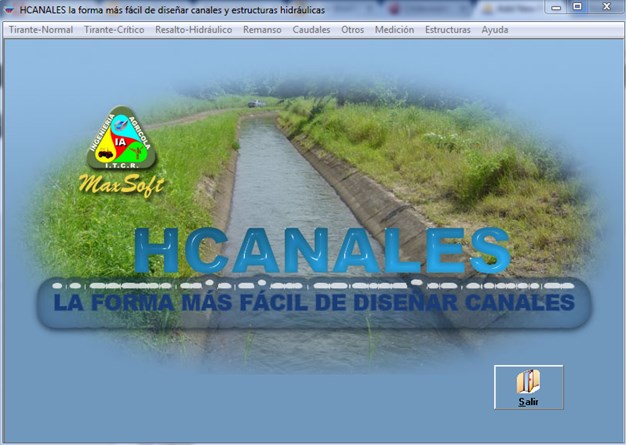 HCANALES la forma más fácil de diseñar canales y estructuras hidráulicas
Tirante-Normal Tirante-Crítico Resalto-Hidráulico Remanso Caudales Otros Medición Estructuras Ayuda
INGENIERÍA AGRÍCOLA
IA
I.T.C.R.
MaxSoft
HCANALES
LA FORMA MÁS FÁCIL DE DISEÑAR CANALES
Salir